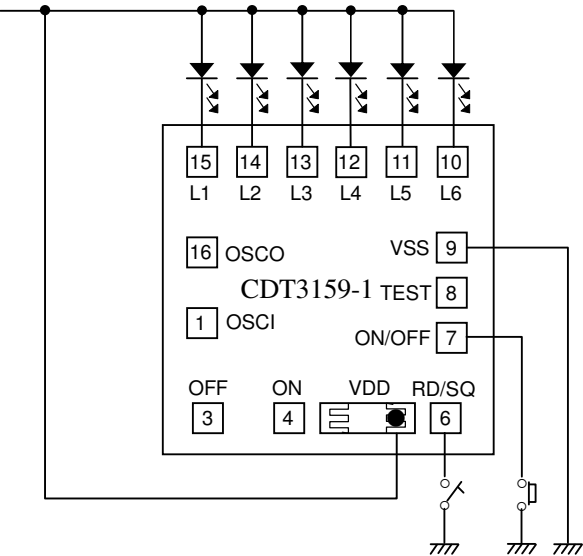 15 14 13 12 11 10
L1 L2 L3 L4 L5 L6
16 OSCO VSS 9
CDT3159-1 TEST 8
1 OSCI
ON/OFF 7
OFF ON VDD RD/SQ
3 4 6